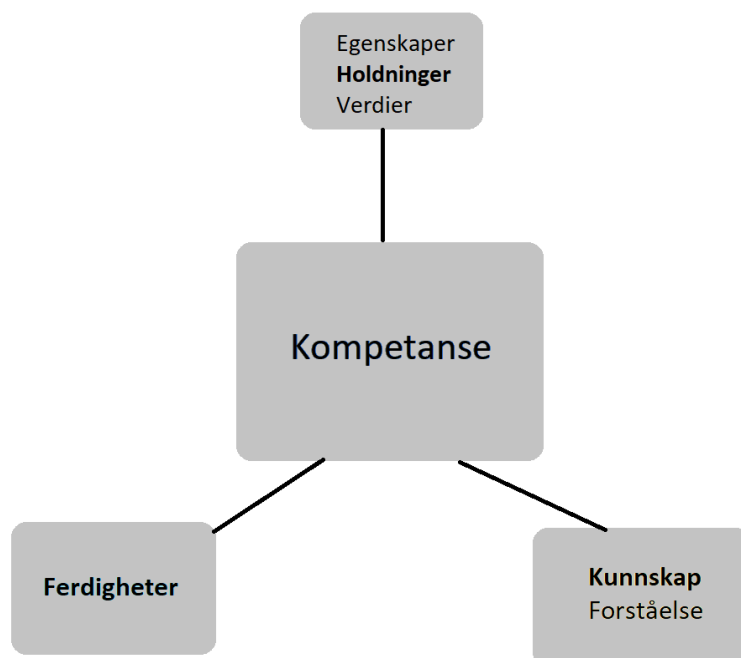 Egenskaper
Holdninger
Verdier
Kompetanse
Ferdigheter
Kunnskap
Forståelse